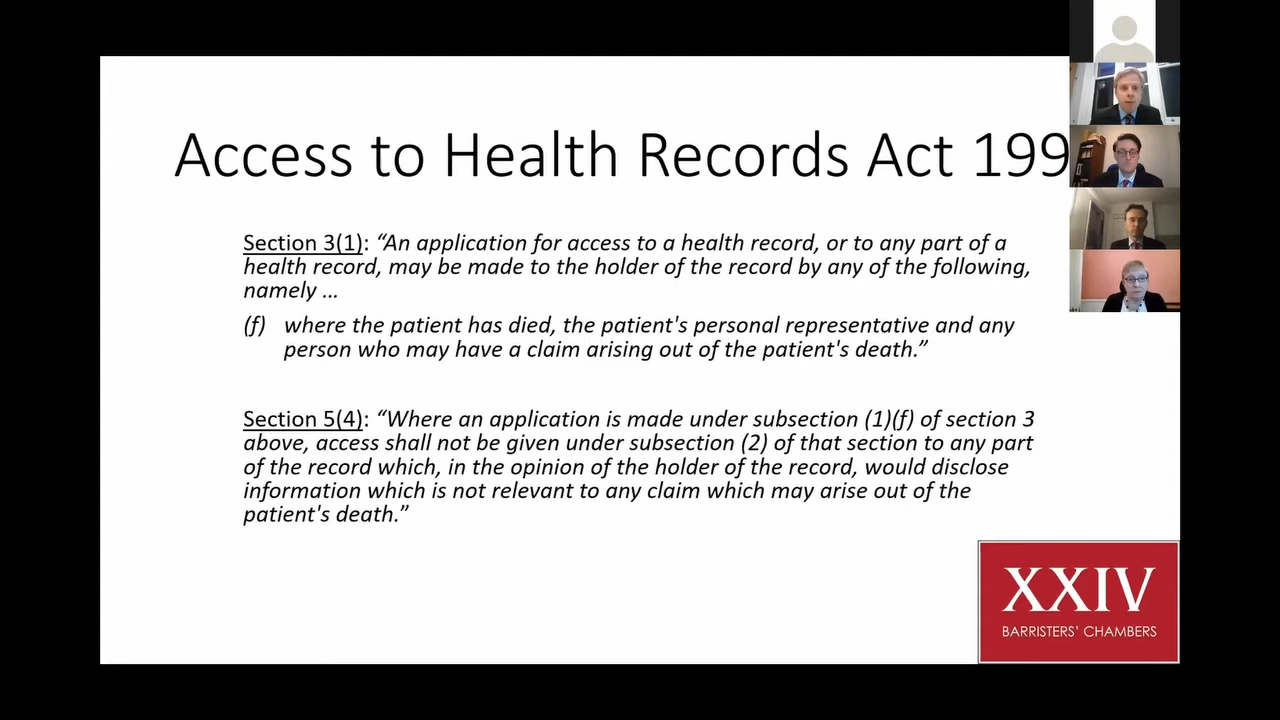 Access to Health Records Act 199
Section 3(1): “An application for access to a health record, or to any part of a
health record, may be made to the holder of the record by any of the following,
namely …
(f) where the patient has died, the patient's personal representative and any
person who may have a claim arising out of the patient's death.”
Section 5(4): “Where an application is made under subsection (1)(f) of section 3
above, access shall not be given under subsection (2) of that section to any part
of the record which, in the opinion of the holder of the record, would disclose
information which is not relevant to any claim which may arise out of the
patient's death.”
XXIV
BARRISTERS’ CHAMBERS